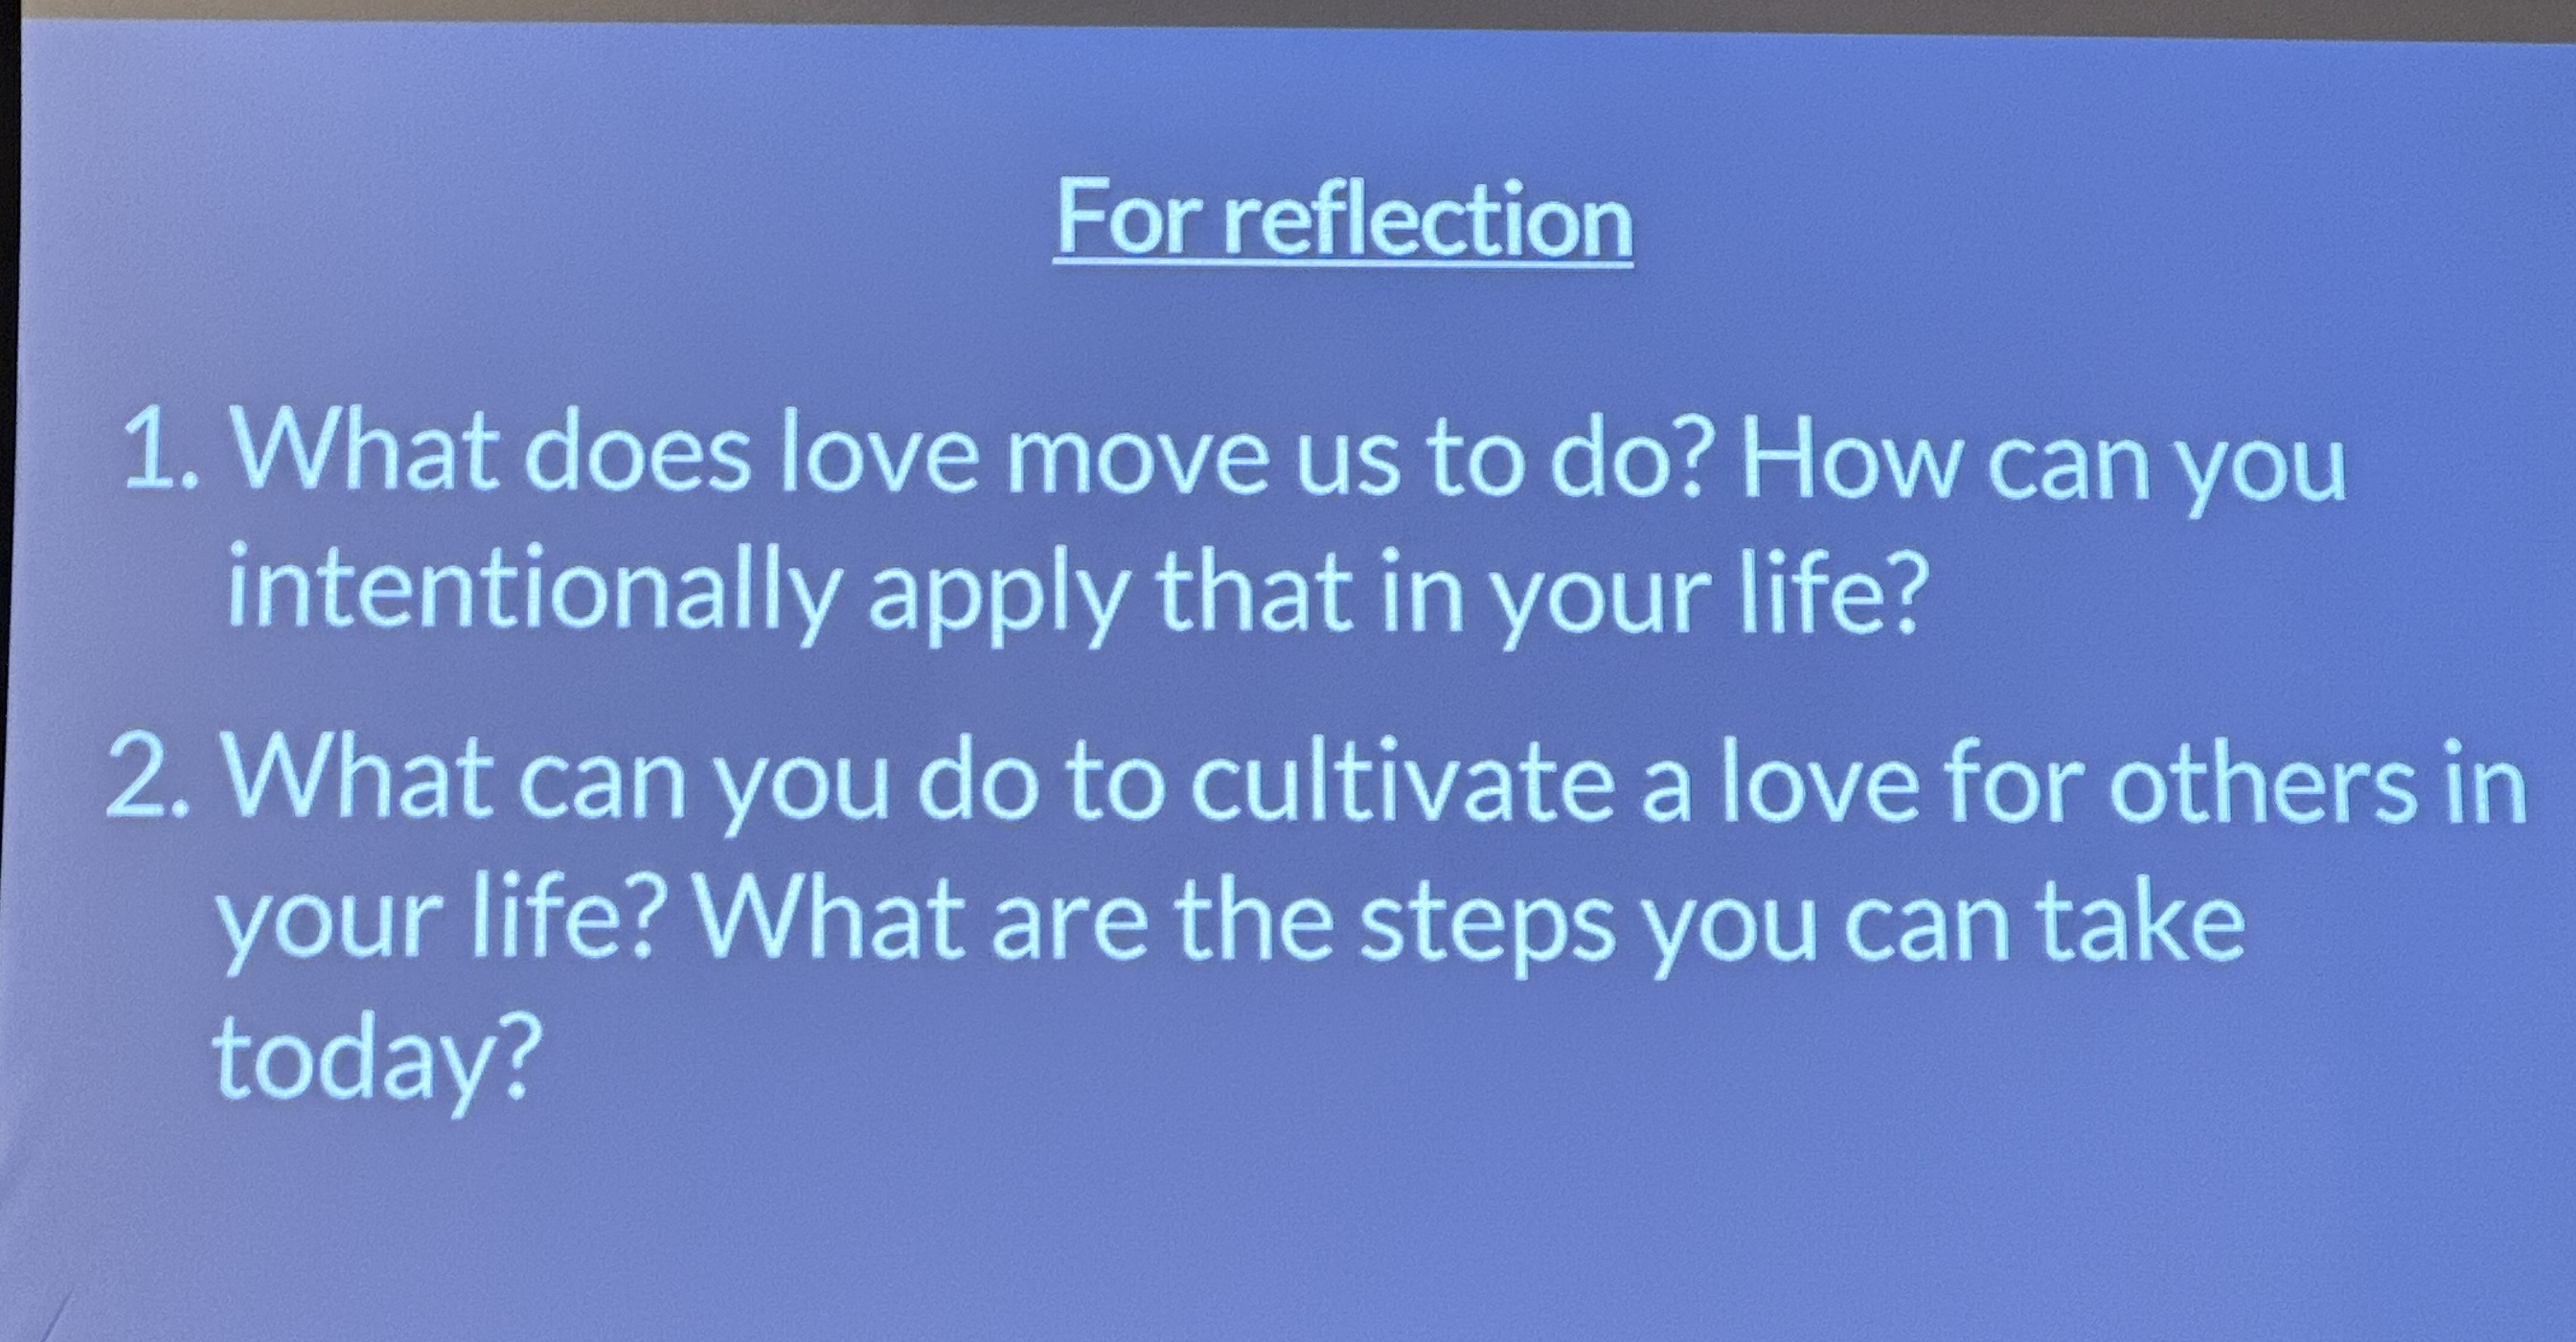 For reflection
1. What does love move us to do? How can you
intentionally apply that in your life?
2. What can you do to cultivate a love for others in
your life? What are the steps you can take
today?